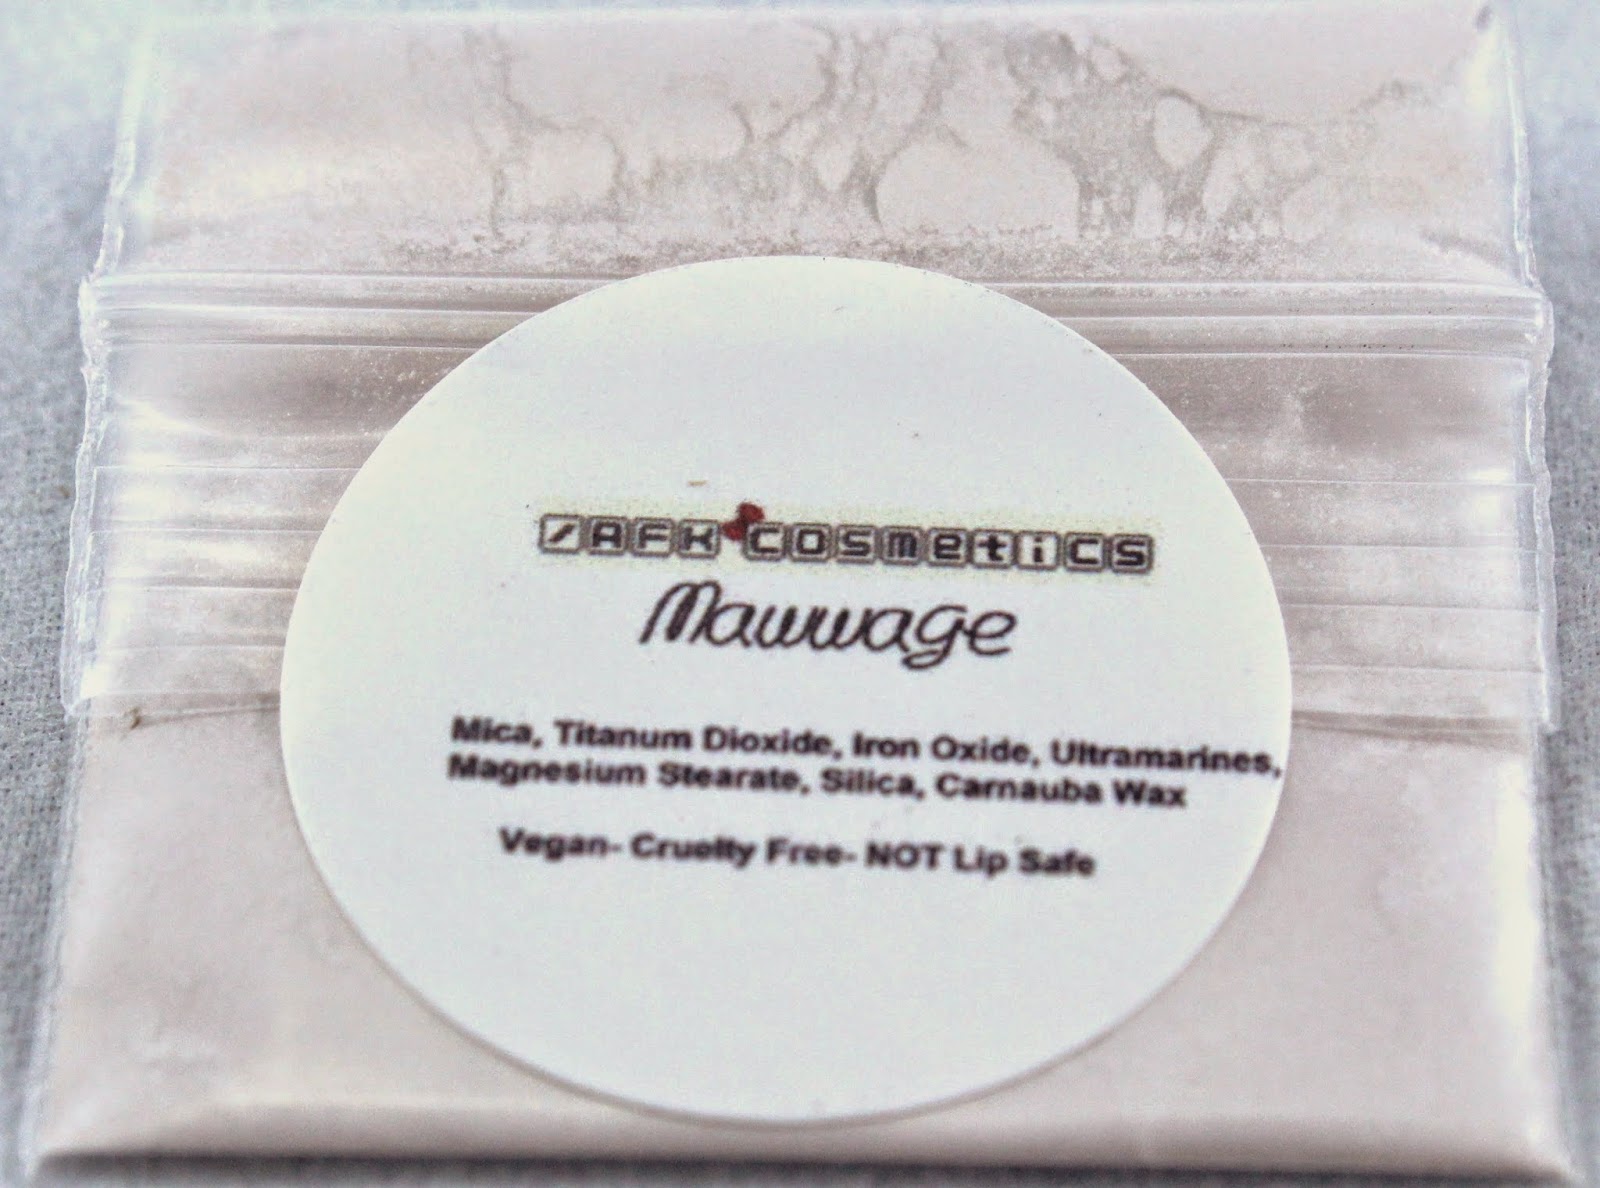 /AFK COSmeTiCS
Mawwage
Mica, Titanum Dioxide, Iron Oxide, Ultramarines,
Magnesium Stearate, Silica, Carnauba Wax
Vegan- Cruelty Free- NOT Lip Safe